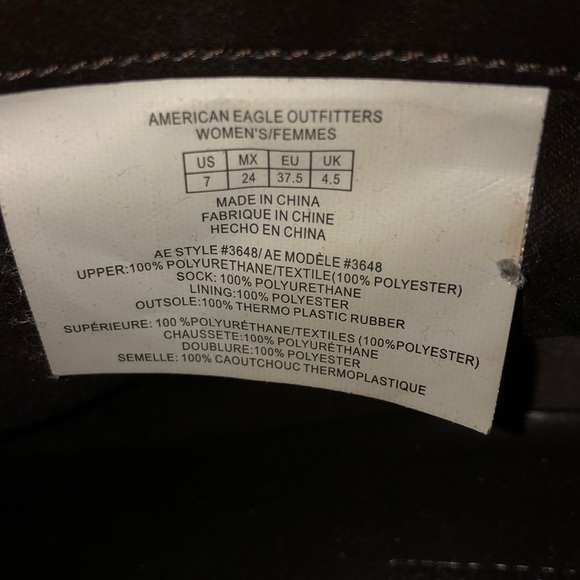 AMERICAN EAGLE OUTFITTERS
WOMEN'S/FEMMES
US MX EU UK
7 24 37.5 4.5
MADE IN CHINA
FABRIQUE IN CHINE
HECHO EN CHINA
AE STYLE #3648/ AE MODÈLE #3648
UPPER:100% POLYURETHANE/TEXTILE(100% POLYESTER)
SOCK: 100% POLYURETHANE
LINING:100% POLYESTER
OUTSOLE:100% THERMO PLASTIC RUBBER
SUPÉRIEURE: 100 %POLYURÉTHANE/TEXTILES (100%POLYESTER)
CHAUSSETE:100% POLYURÉTHANE
DOUBLURE: 100% POLYESTER
SEMELLE: 100% CAOUTCHOUC THERMOPLASTIQUE